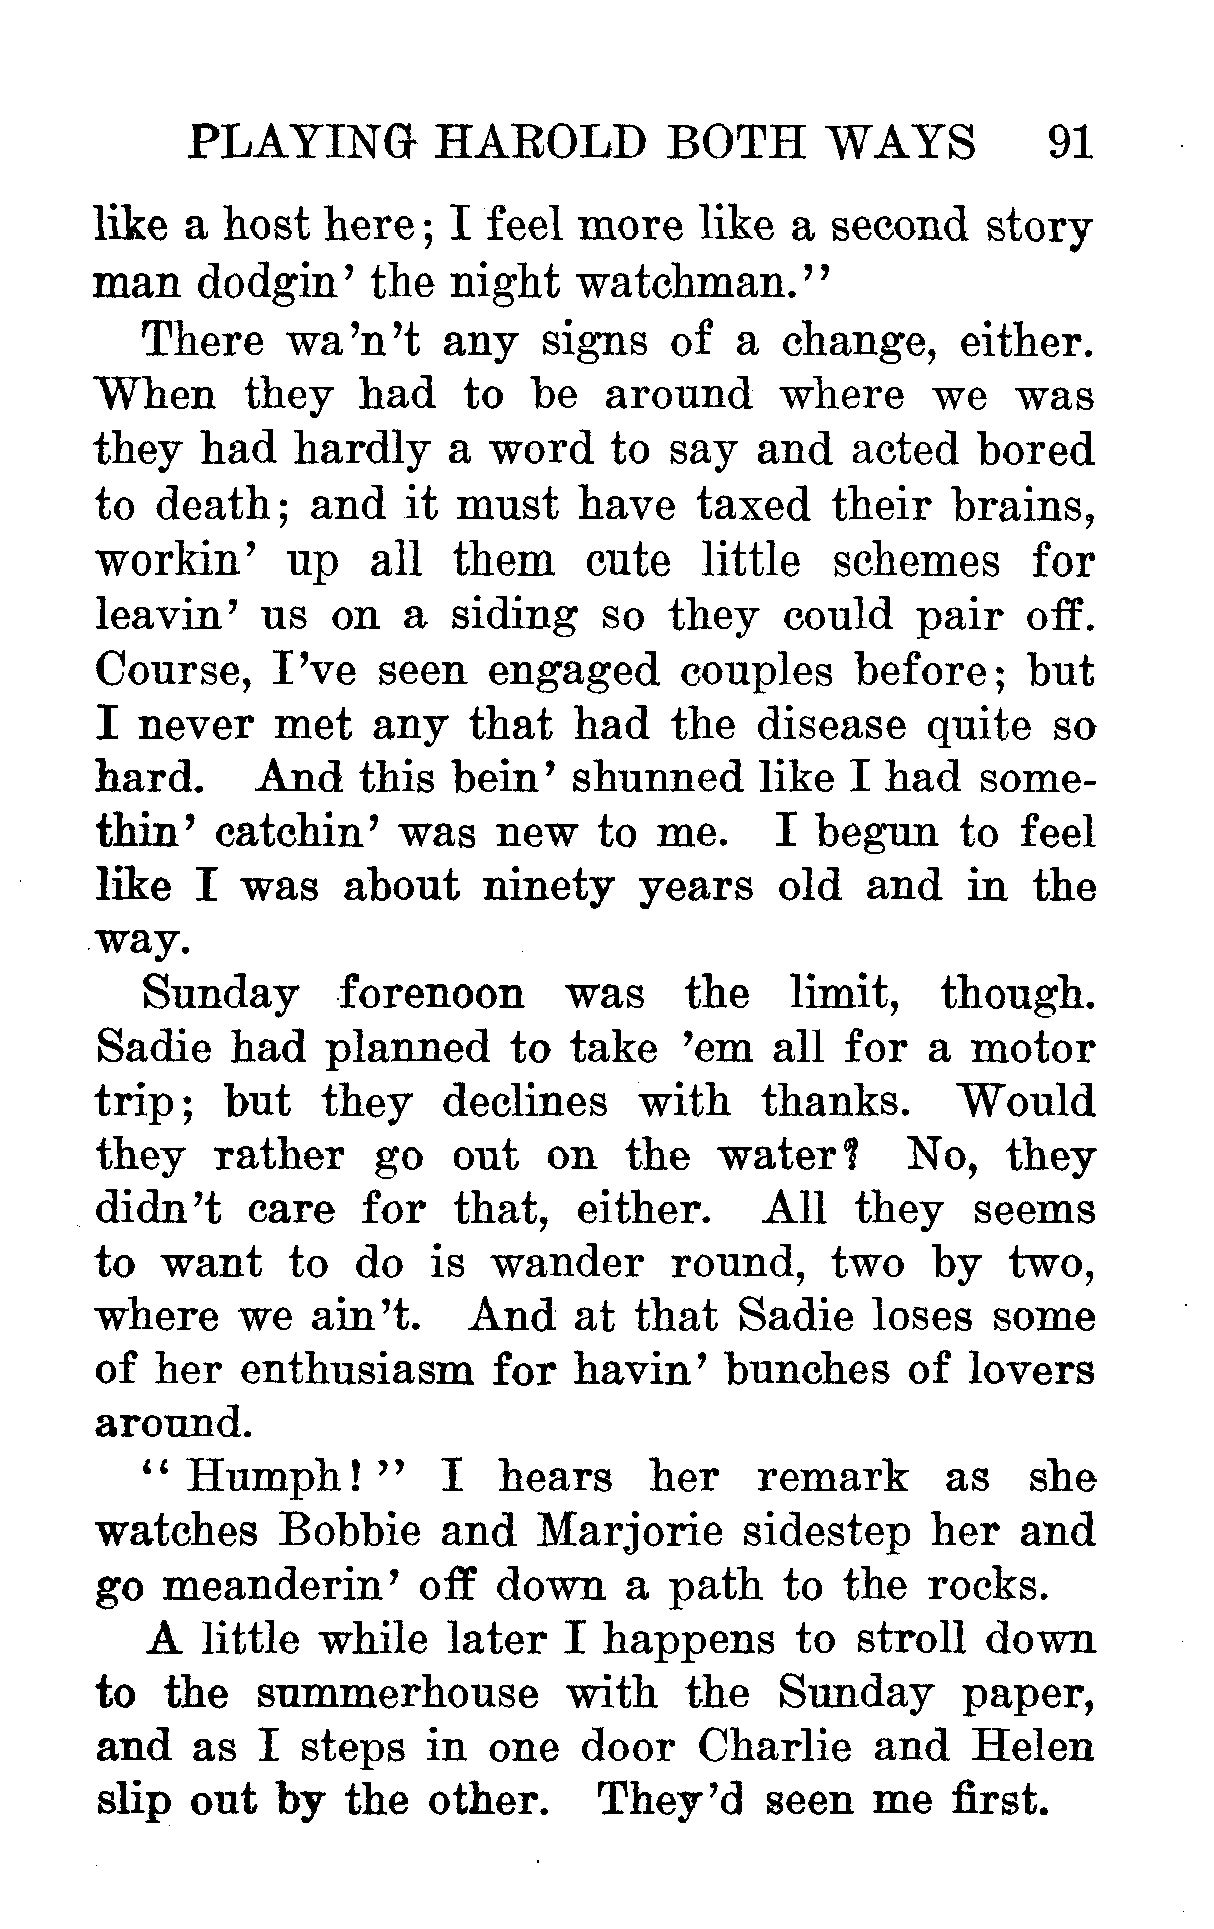 PLAYING HAROLD BOTH WAYS 91
like a host here; I feel more like a second story
man dodgin' the night watchman."
There wa'n't any signs of a change, either.
When they had to be around where we was
they had hardly a word to say and acted bored
to death; and it must have taxed their brains,
workin' up all them cute little schemes for
leavin' us on a siding so they could pair off.
Course, I've seen engaged couples before; but
I never met any that had the disease quite so
hard. And this bein' shunned like I had some-
thin' catchin' was new to me. I begun to feel
like I was about ninety years old and in the
way.
Sunday forenoon was the limit, though.
Sadie had planned to take 'em all for a motor
trip; but they declines with thanks. Would
they rather go out on the water? No, they
didn't care for that, either. All they seems
to want to do is wander round, two by two,
where we ain't. And at that Sadie loses some
of her enthusiasm for havin' bunches of lovers
around.
"Humph!" I hears her remark as she
watches Bobbie and Marjorie sidestep her and
go meanderin' off down a path to the rocks.
A little while later I happens to stroll down
to the summerhouse with the Sunday paper,
and as I steps in one door Charlie and Helen
slip out by the other. They'd seen me first.